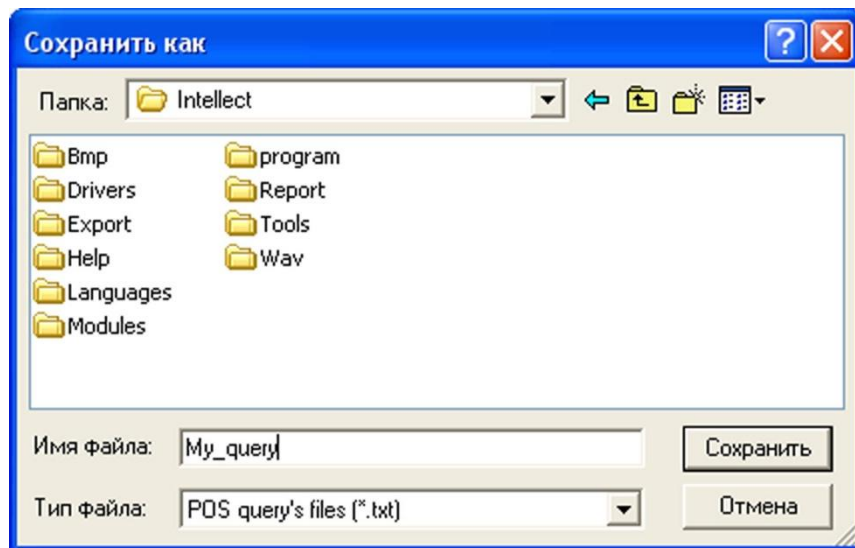 Сохранить как
Папка: Intellect
Bmp program
Drivers Report
Export Tools
Help Wav
Languages
Modules
Имя файла: My_query Сохранить
Тип файла: POS query's files (*.txt) Отмена